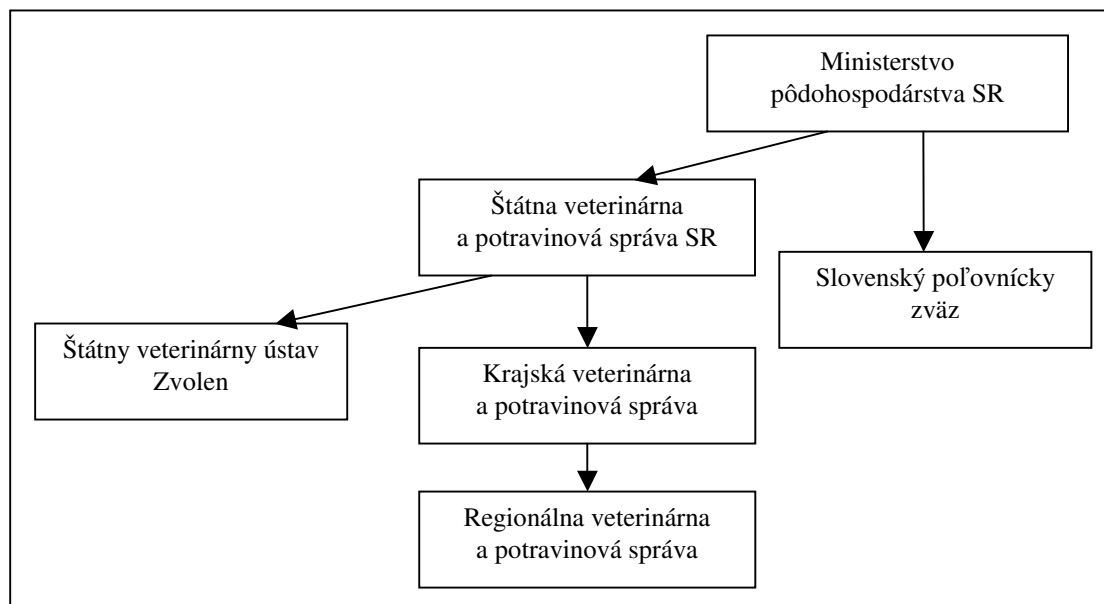 Ministerstvo
pôdohospodárstva SR
Štátna veterinárna
a potravinová správa SR
Slovenský poľovnícky
zväz
Štátny veterinárny ústav
Zvolen
Krajská veterinárna
a potravinová správa
Regionálna veterinárna
a potravinová správa